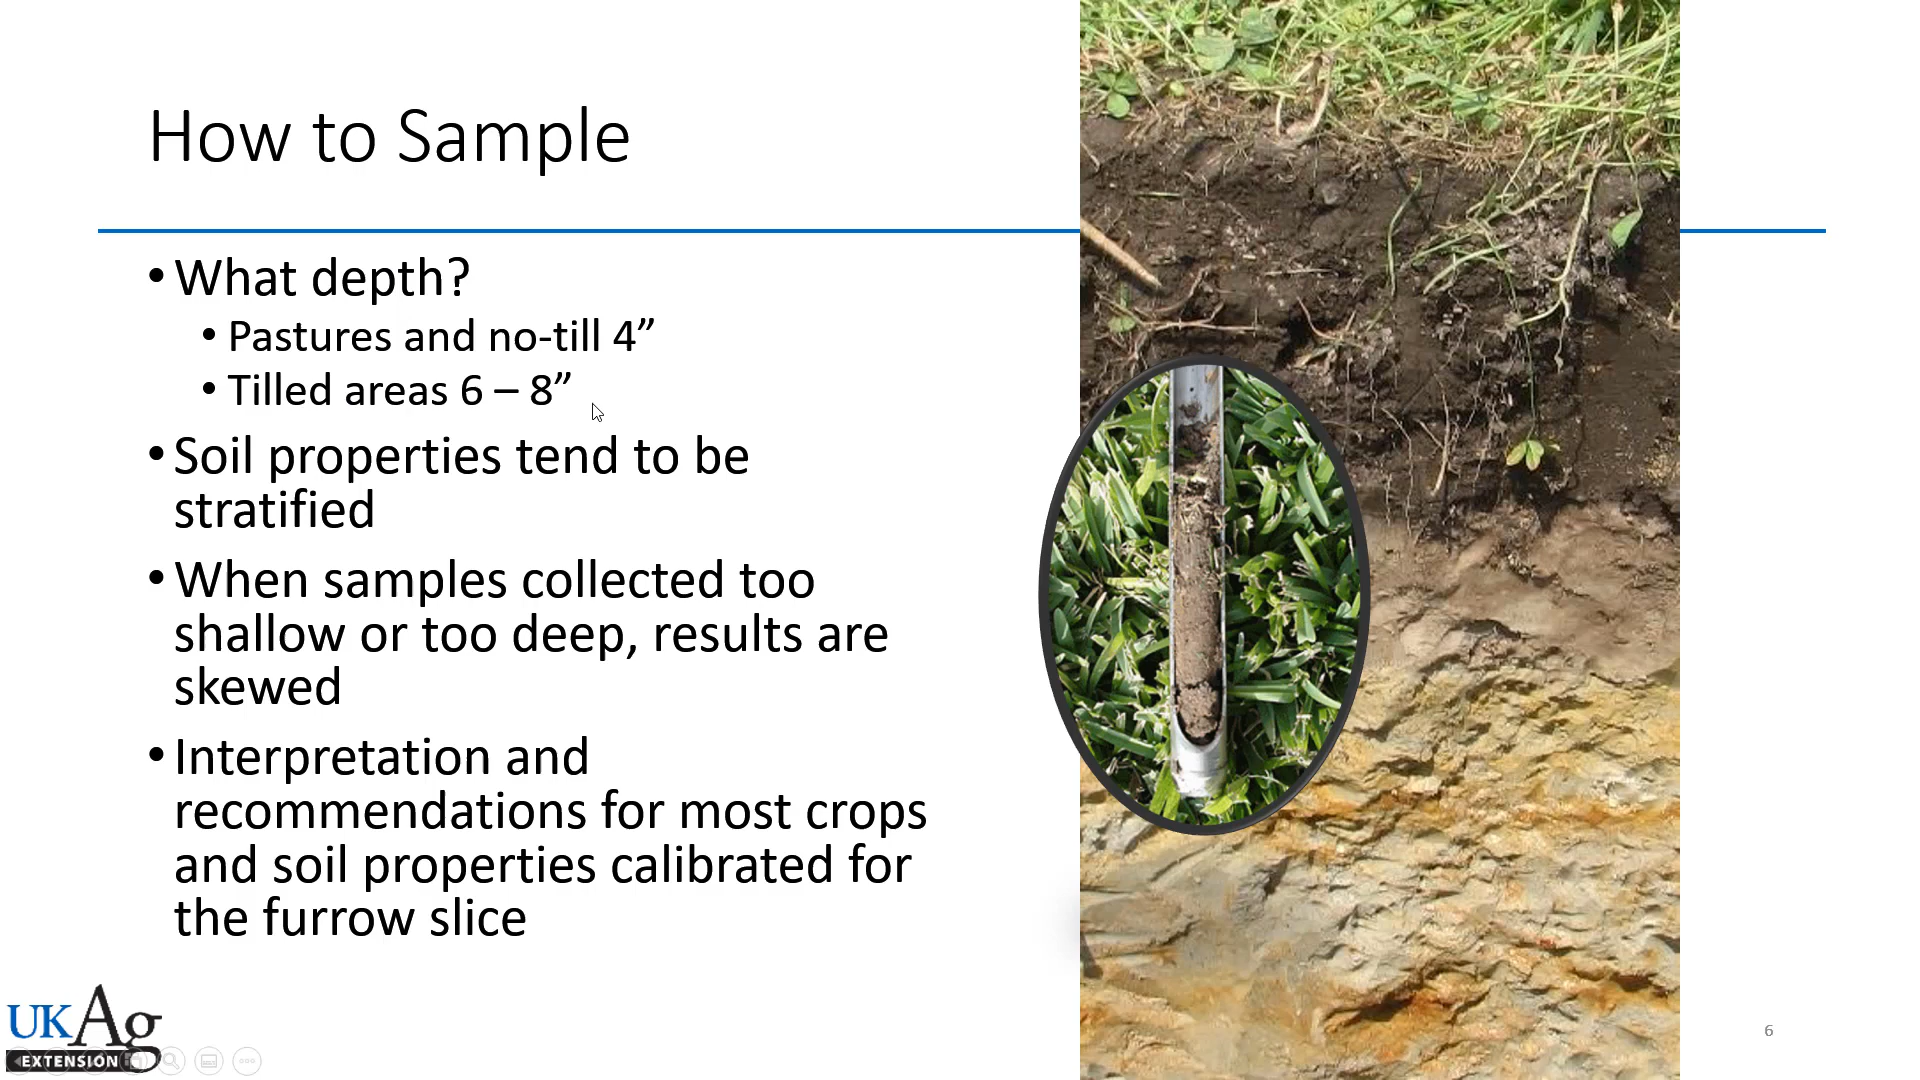 How to Sample
• What depth?
• Pastures and no-till 4”
• Tilled areas 6 – 8”
• Soil properties tend to be
stratified
• When samples collected too
shallow or too deep, results are
skewed
• Interpretation and
recommendations for most crops
and soil properties calibrated for
the furrow slice
UKAg
EXTENSION
6